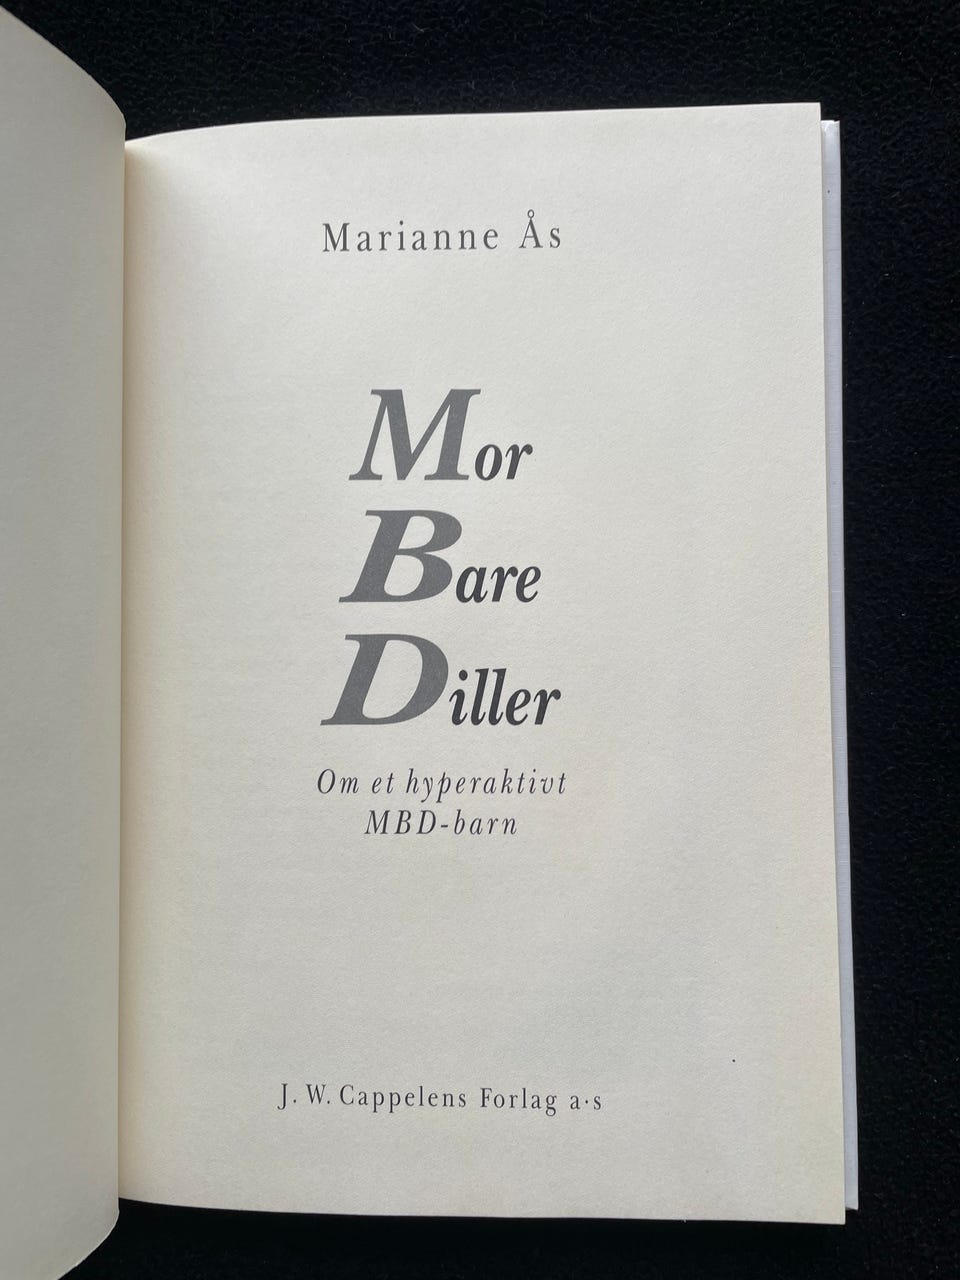 Marianne Ås
Mor
Bare
Diller
Om et hyperaktivt
MBD-barn
J. W. Cappelens Forlag a·s